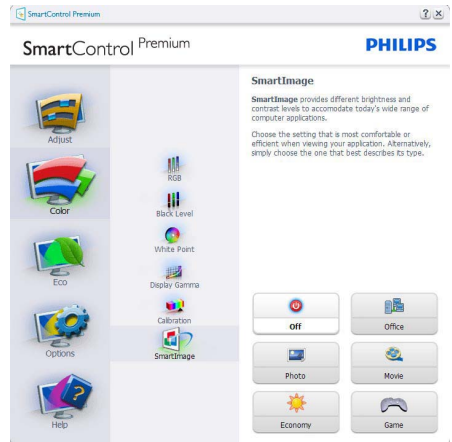 SmartControl Premium
SmartControl Premium
PHILIPS
Adjust
Color
Eco
Options
Help
RGB
Black Level
White Point
Display Gamma
Calibration
SmartImage
SmartImage
SmartImage provides different brightness and
contrast levels to accomodate today's wide range of
computer applications.
Choose the setting that is most comfortable or
efficient when viewing your application. Alternatively,
simply choose the one that best describes its type.
Off
Office
Photo
Movie
Economy
Game